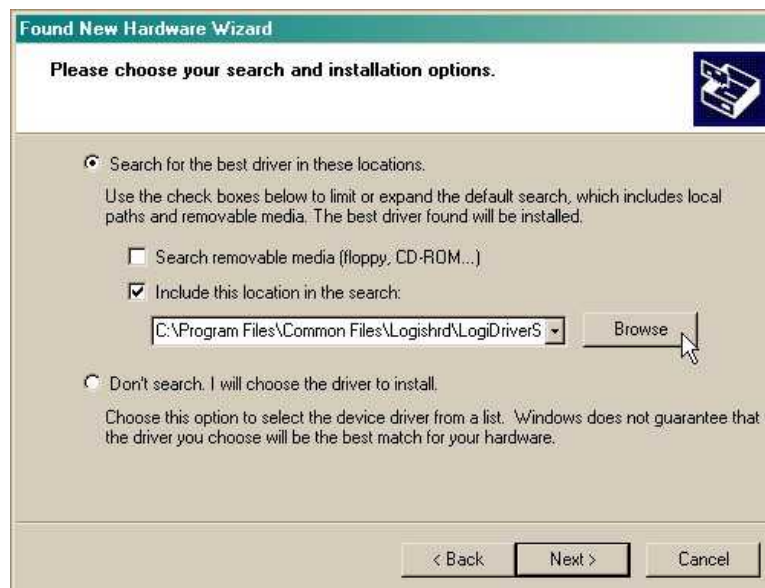 Found New Hardware Wizard
Please choose your search and installation options.
Search for the best driver in these locations.
Use the check boxes below to limit or expand the default search, which includes local
paths and removable media. The best driver found will be installed.
Search removable media (floppy, CD-ROM...)
Include this location in the search:
C:\Program Files\Common Files\Logishrd\LogiDriverS
Browse
Don't search. I will choose the driver to install.
Choose this option to select the device driver from a list. Windows does not guarantee that
the driver you choose will be the best match for your hardware.
< Back Next > Cancel